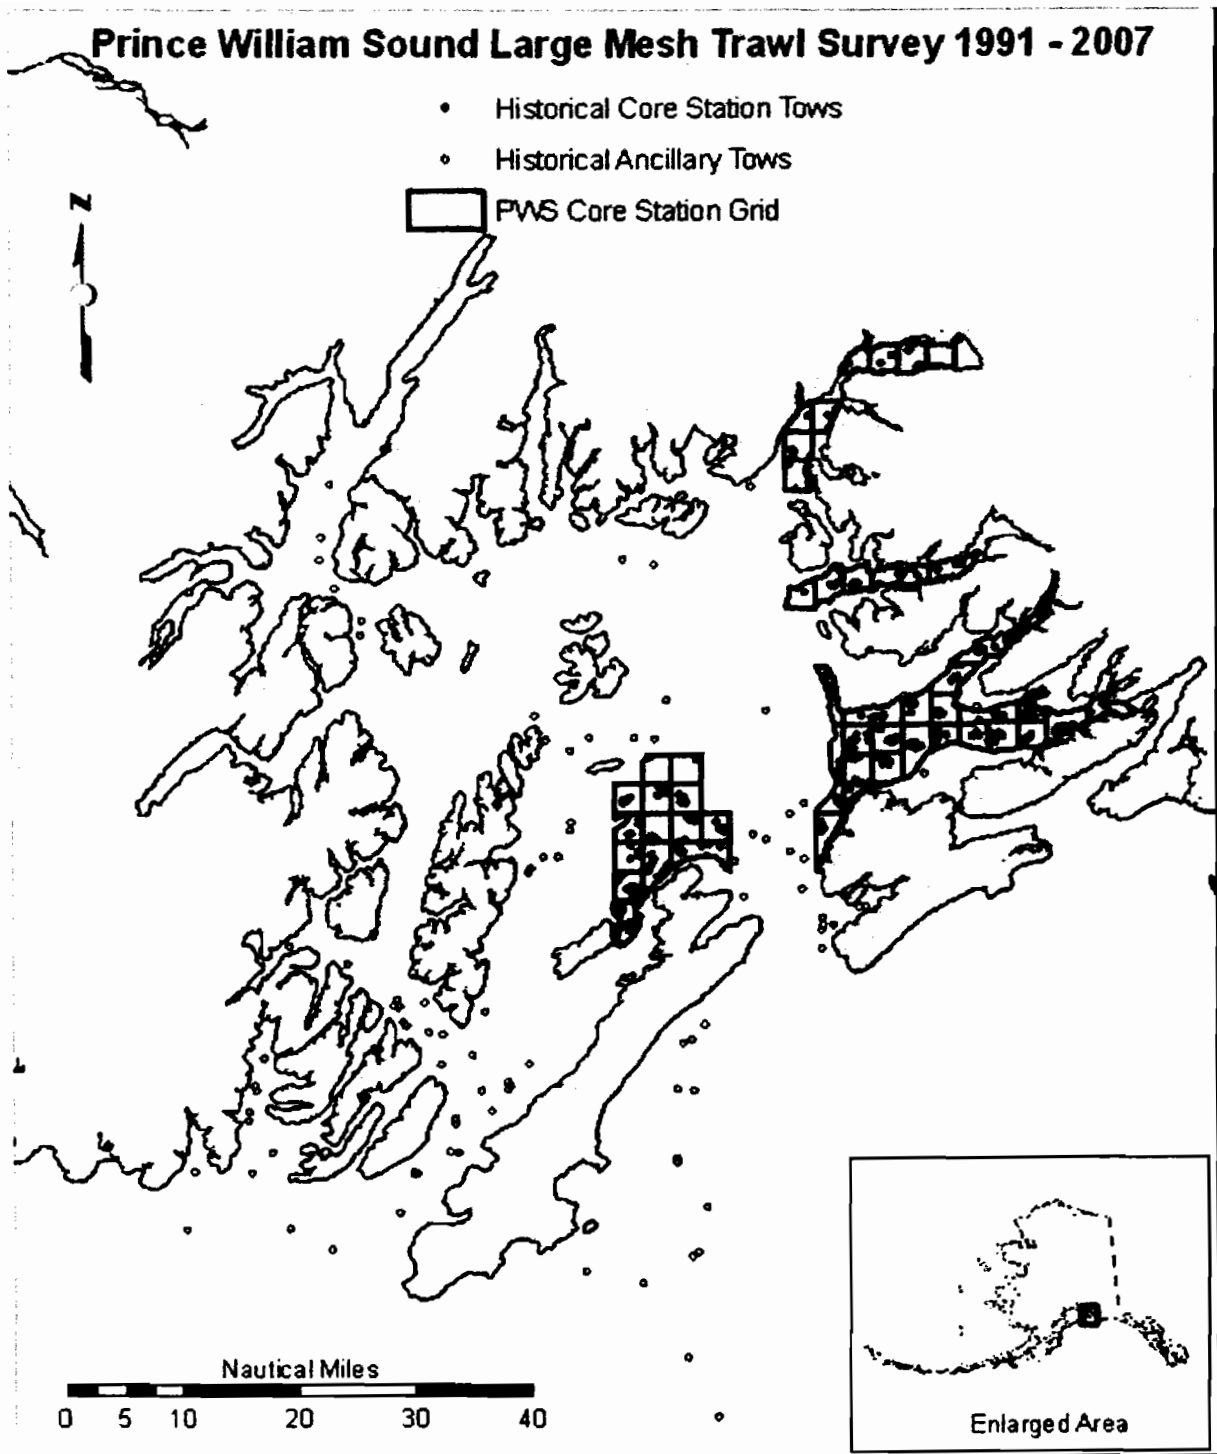 Prince William Sound Large Mesh Trawl Survey 1991 - 2007
Historical Core Station Tows
Historical Ancillary Tows
PWS Core Station Grid
N
Nautical Miles
0 5 10 20 30 40
Enlarged Area